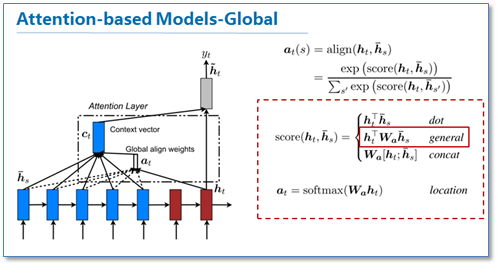 Attention-based Models-Global
y_t
h̃_t
Attention Layer
c_t
Context vector
Global align weights
a_t
h̄_s
h_t
a_t(s) = align(h_t, h̄_s)
= exp (score(h_t, h̄_s)) / ∑_{s'} exp (score(h_t, h̄_{s'}))
score(h_t, h̄_s) = { h_t^⊤ h̄_s dot
h_t^⊤ W_a h̄_s general
W_a[h_t; h̄_s] concat
a_t = softmax(W_a h_t) location